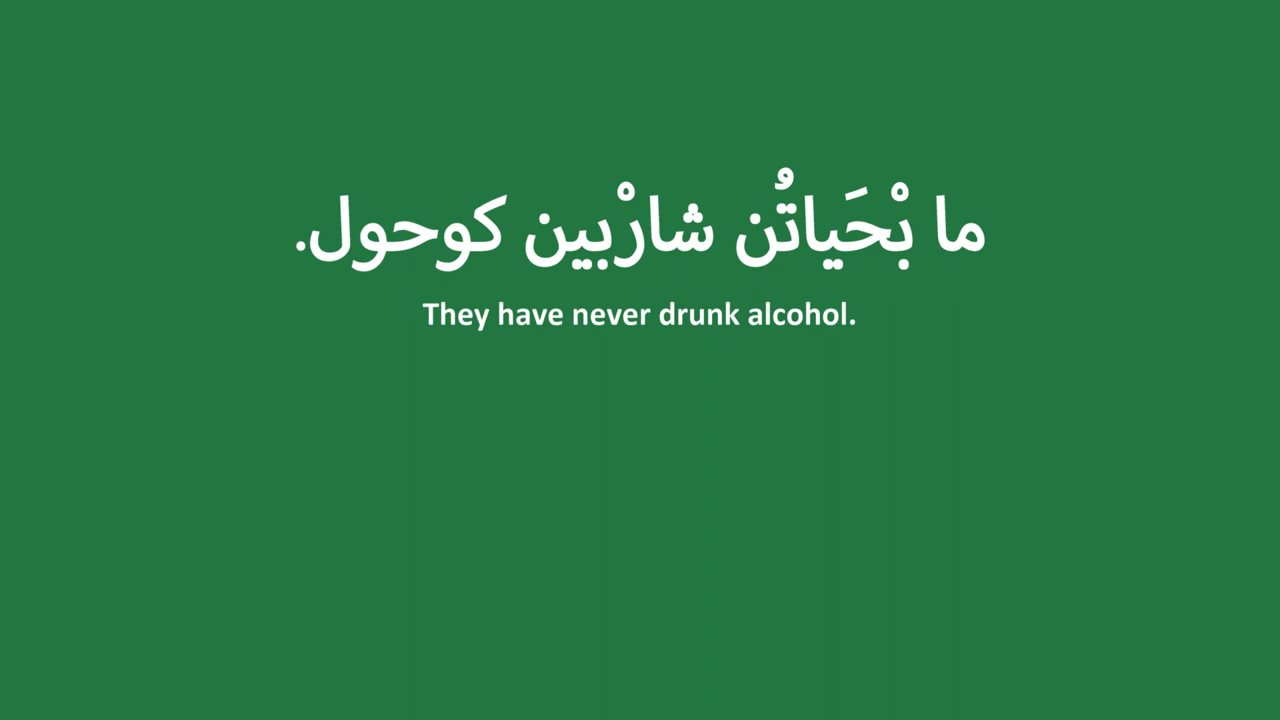 ما بْحَياتُن شارْبين كوحول.
They have never drunk alcohol.